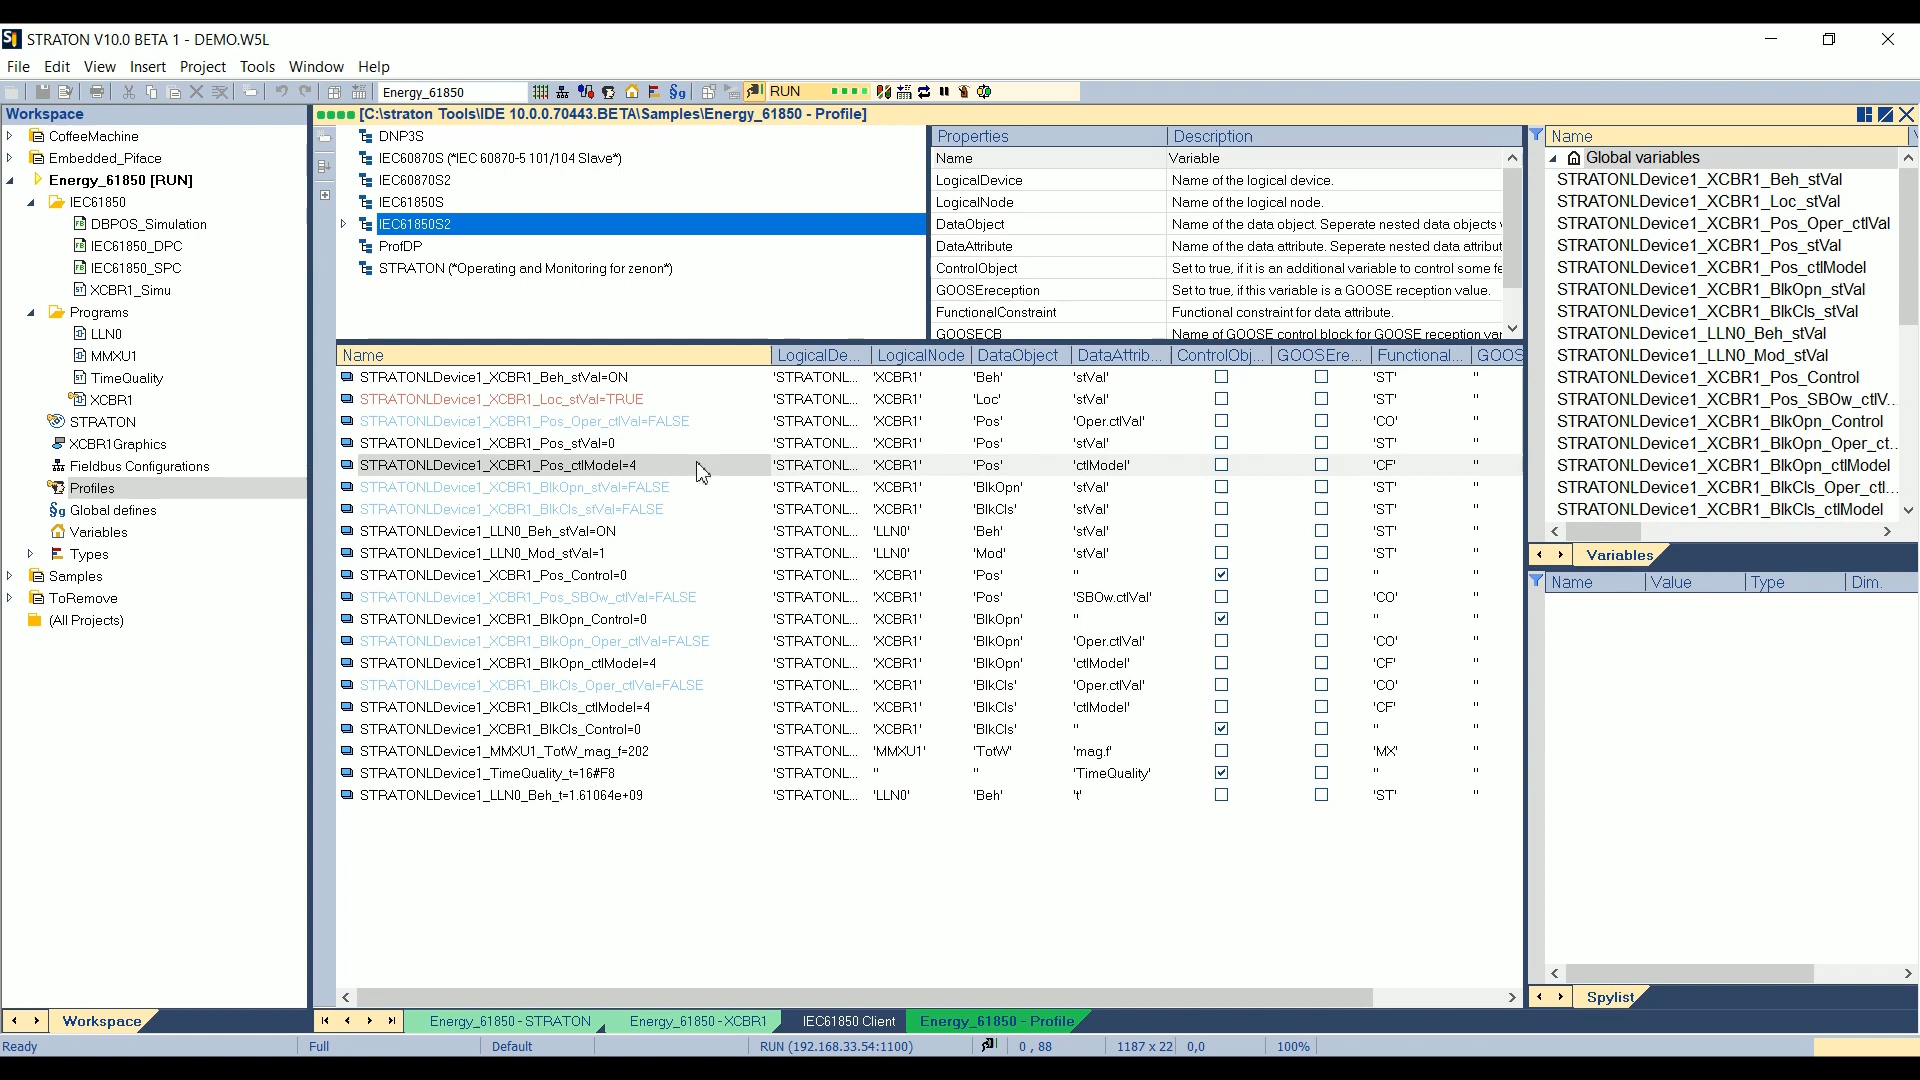 STRATON V10.0 BETA 1 - DEMO.W5L
File Edit View Insert Project Tools Window Help
Energy_61850 RUN
Workspace
CoffeeMachine
Embedded_Piface
Energy_61850 [RUN]
IEC61850
DBPOS_Simulation
IEC61850_DPC
IEC61850_SPC
XCBR1_Simu
Programs
LLN0
MMXU1
TimeQuality
XCBR1
STRATON
XCBR1Graphics
Fieldbus Configurations
Profiles
Global defines
Variables
Types
Samples
ToRemove
(All Projects)
Workspace
[C:\straton Tools\IDE 10.0.0.70443.BETA\Samples\Energy_61850 - Profile]
DNP3S
IEC60870S (*IEC 60870-5 101/104 Slave*)
IEC60870S2
IEC61850S
IEC61850S2
ProfDP
STRATON (*Operating and Monitoring for zenon*)
Properties Description
Name Variable
LogicalDevice Name of the logical device.
LogicalNode Name of the logical node.
DataObject Name of the data object. Seperate nested data objects
DataAttribute Name of the data attribute. Seperate nested data attribut
ControlObject Set to true, if it is an additional variable to control some fe
GOOSEreception Set to true, if this variable is a GOOSE reception value.
FunctionalConstraint Functional constraint for data attribute.
GOOSECB Name of GOOSE control block for GOOSE reception var
Name LogicalDe... LogicalNode DataObject DataAttrib... ControlObj... GOOSEre... Functional... GOOS
STRATONLDevice1_XCBR1_Beh_stVal=ON 'STRATONL... 'XCBR1' 'Beh' 'stVal' 'ST' ''
STRATONLDevice1_XCBR1_Loc_stVal=TRUE 'STRATONL... 'XCBR1' 'Loc' 'stVal' 'ST' ''
STRATONLDevice1_XCBR1_Pos_Oper_ctlVal=FALSE 'STRATONL... 'XCBR1' 'Pos' 'Oper.ctlVal' 'CO' ''
STRATONLDevice1_XCBR1_Pos_stVal=0 'STRATONL... 'XCBR1' 'Pos' 'stVal' 'ST' ''
STRATONLDevice1_XCBR1_Pos_ctlModel=4 'STRATONL... 'XCBR1' 'Pos' 'ctlModel' 'CF' ''
STRATONLDevice1_XCBR1_BlkOpn_stVal=FALSE 'STRATONL... 'XCBR1' 'BlkOpn' 'stVal' 'ST' ''
STRATONLDevice1_XCBR1_BlkCls_stVal=FALSE 'STRATONL... 'XCBR1' 'BlkCls' 'stVal' 'ST' ''
STRATONLDevice1_LLN0_Beh_stVal=ON 'STRATONL... 'LLN0' 'Beh' 'stVal' 'ST' ''
STRATONLDevice1_LLN0_Mod_stVal=1 'STRATONL... 'LLN0' 'Mod' 'stVal' 'ST' ''
STRATONLDevice1_XCBR1_Pos_Control=0 'STRATONL... 'XCBR1' 'Pos' '' '' ''
STRATONLDevice1_XCBR1_Pos_SBOw_ctlVal=FALSE 'STRATONL... 'XCBR1' 'Pos' 'SBOw.ctlVal' 'CO' ''
STRATONLDevice1_XCBR1_BlkOpn_Control=0 'STRATONL... 'XCBR1' 'BlkOpn' '' '' ''
STRATONLDevice1_XCBR1_BlkOpn_Oper_ctlVal=FALSE 'STRATONL... 'XCBR1' 'BlkOpn' 'Oper.ctlVal' 'CO' ''
STRATONLDevice1_XCBR1_BlkOpn_ctlModel=4 'STRATONL... 'XCBR1' 'BlkOpn' 'ctlModel' 'CF' ''
STRATONLDevice1_XCBR1_BlkCls_Oper_ctlVal=FALSE 'STRATONL... 'XCBR1' 'BlkCls' 'Oper.ctlVal' 'CO' ''
STRATONLDevice1_XCBR1_BlkCls_ctlModel=4 'STRATONL... 'XCBR1' 'BlkCls' 'ctlModel' 'CF' ''
STRATONLDevice1_XCBR1_BlkCls_Control=0 'STRATONL... 'XCBR1' 'BlkCls' '' '' ''
STRATONLDevice1_MMXU1_TotW_mag_f=202 'STRATONL... 'MMXU1' 'TotW' 'mag.f' 'MX' ''
STRATONLDevice1_TimeQuality_t=16#F8 'STRATONL... '' '' 'TimeQuality' '' ''
STRATONLDevice1_LLN0_Beh_t=1.61064e+09 'STRATONL... 'LLN0' 'Beh' 't' 'ST' ''
Energy_61850 - STRATON Energy_61850 - XCBR1 IEC61850 Client Energy_61850 - Profile
Name
Global variables
STRATONLDevice1_XCBR1_Beh_stVal
STRATONLDevice1_XCBR1_Loc_stVal
STRATONLDevice1_XCBR1_Pos_Oper_ctlVal
STRATONLDevice1_XCBR1_Pos_stVal
STRATONLDevice1_XCBR1_Pos_ctlModel
STRATONLDevice1_XCBR1_BlkOpn_stVal
STRATONLDevice1_XCBR1_BlkCls_stVal
STRATONLDevice1_LLN0_Beh_stVal
STRATONLDevice1_LLN0_Mod_stVal
STRATONLDevice1_XCBR1_Pos_Control
STRATONLDevice1_XCBR1_Pos_SBOw_ctlV...
STRATONLDevice1_XCBR1_BlkOpn_Control
STRATONLDevice1_XCBR1_BlkOpn_Oper_ct...
STRATONLDevice1_XCBR1_BlkOpn_ctlModel
STRATONLDevice1_XCBR1_BlkCls_Oper_ctl...
STRATONLDevice1_XCBR1_BlkCls_ctlModel
Variables
Name Value Type Dim.
Spylist
Ready Full Default RUN (192.168.33.54:1100) 0 , 88 1187 x 22 0,0 100%